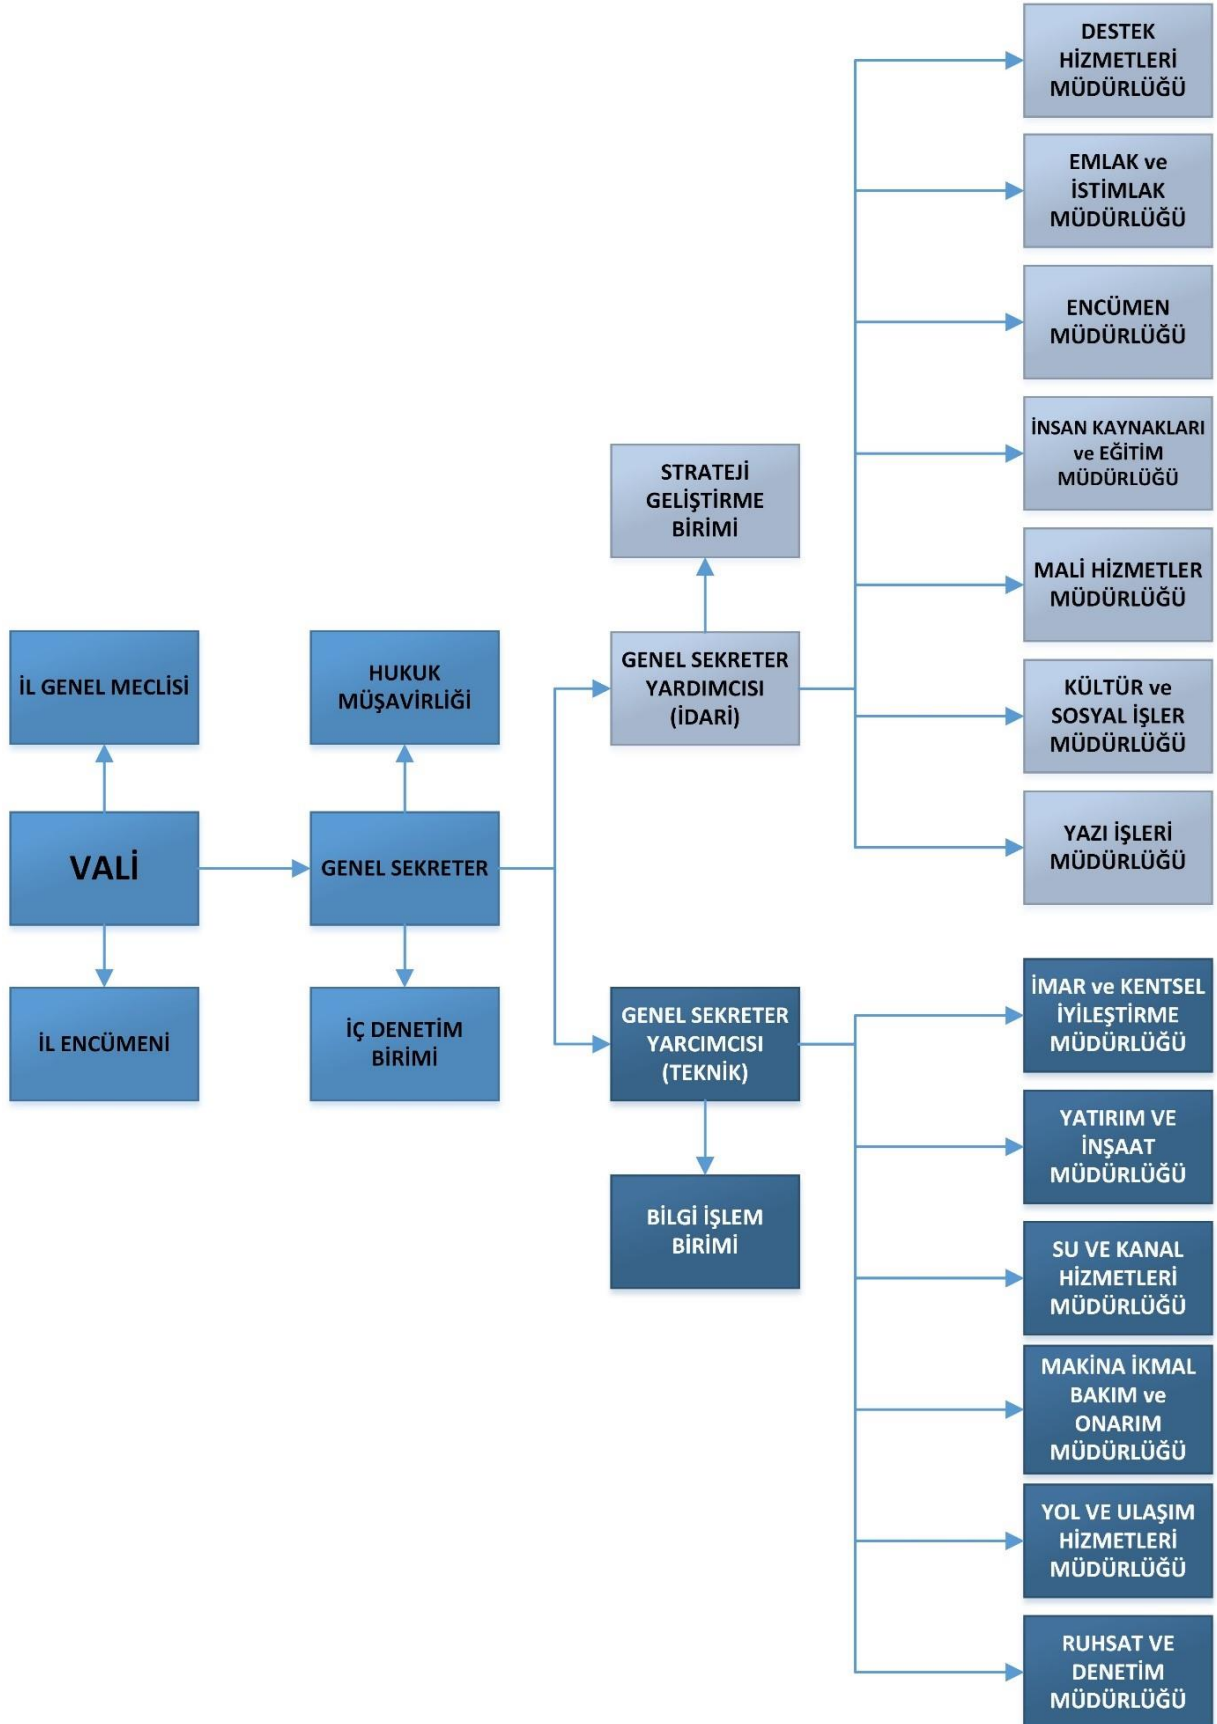 DESTEK
HİZMETLERİ
MÜDÜRLÜĞÜ
EMLAK ve
İSTİMLAK
MÜDÜRLÜĞÜ
ENCÜMEN
MÜDÜRLÜĞÜ
İNSAN KAYNAKLARI
ve EĞİTİM
MÜDÜRLÜĞÜ
STRATEJİ
GELİŞTİRME
BİRİMİ
MALİ HİZMETLER
MÜDÜRLÜĞÜ
İL GENEL MECLİSİ
HUKUK
MÜŞAVİRLİĞİ
GENEL SEKRETER
YARDIMCISI
(İDARİ)
KÜLTÜR ve
SOSYAL İŞLER
MÜDÜRLÜĞÜ
VALİ
GENEL SEKRETER
YAZI İŞLERİ
MÜDÜRLÜĞÜ
İL ENCÜMENİ
İÇ DENETİM
BİRİMİ
GENEL SEKRETER
YARCIMCISI
(TEKNİK)
İMAR ve KENTSEL
İYİLEŞTİRME
MÜDÜRLÜĞÜ
YATIRIM VE
İNŞAAT
MÜDÜRLÜĞÜ
BİLGİ İŞLEM
BİRİMİ
SU VE KANAL
HİZMETLERİ
MÜDÜRLÜĞÜ
MAKİNA İKMAL
BAKIM ve
ONARIM
MÜDÜRLÜĞÜ
YOL VE ULAŞIM
HİZMETLERİ
MÜDÜRLÜĞÜ
RUHSAT VE
DENETİM
MÜDÜRLÜĞÜ